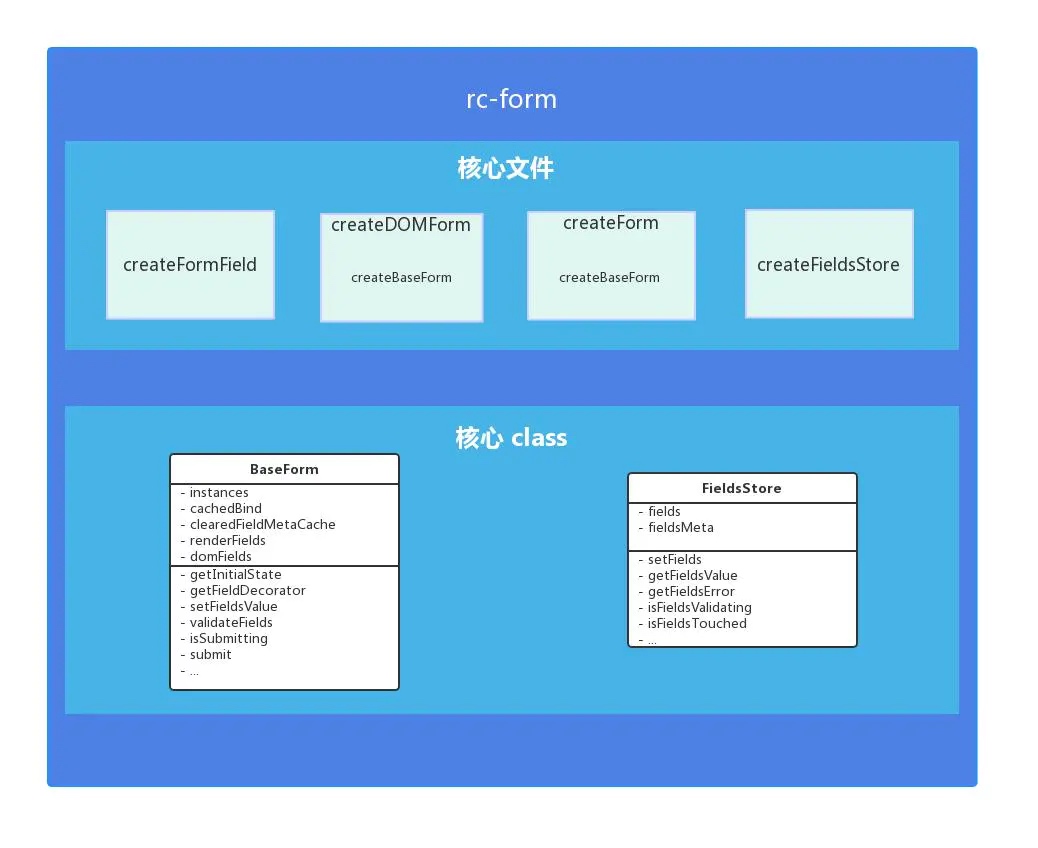 rc-form
核心文件
createFormField
createDOMForm
createBaseForm
createForm
createBaseForm
createFieldsStore
核心 class
BaseForm
- instances
- cachedBind
- clearedFieldMetaCache
- renderFields
- domFields
- getInitialState
- getFieldDecorator
- setFieldsValue
- validateFields
- isSubmitting
- submit
- ...
FieldsStore
- fields
- fieldsMeta
- setFields
- getFieldsValue
- getFieldsError
- isFieldsValidating
- isFieldsTouched
- ...